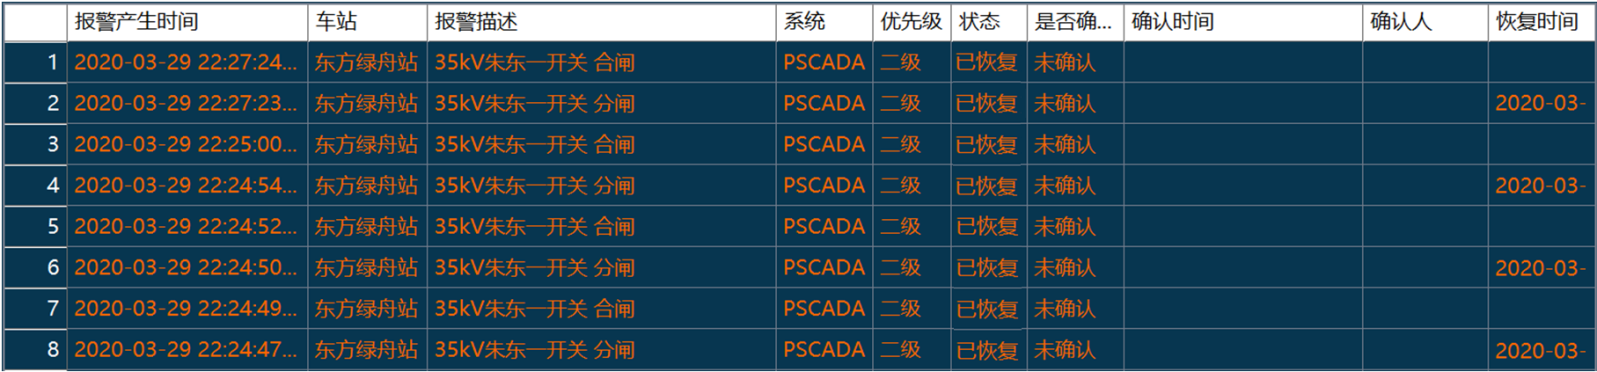 报警产生时间 车站 报警描述 系统 优先级 状态 是否确... 确认时间 确认人 恢复时间
1 2020-03-29 22:27:24... 东方绿舟站 35kV朱东一开关 合闸 PSCADA 二级 已恢复 未确认
2 2020-03-29 22:27:23... 东方绿舟站 35kV朱东一开关 分闸 PSCADA 二级 已恢复 未确认 2020-03-
3 2020-03-29 22:25:00... 东方绿舟站 35kV朱东一开关 合闸 PSCADA 二级 已恢复 未确认
4 2020-03-29 22:24:54... 东方绿舟站 35kV朱东一开关 分闸 PSCADA 二级 已恢复 未确认 2020-03-
5 2020-03-29 22:24:52... 东方绿舟站 35kV朱东一开关 合闸 PSCADA 二级 已恢复 未确认
6 2020-03-29 22:24:50... 东方绿舟站 35kV朱东一开关 分闸 PSCADA 二级 已恢复 未确认 2020-03-
7 2020-03-29 22:24:49... 东方绿舟站 35kV朱东一开关 合闸 PSCADA 二级 已恢复 未确认
8 2020-03-29 22:24:47... 东方绿舟站 35kV朱东一开关 分闸 PSCADA 二级 已恢复 未确认 2020-03-